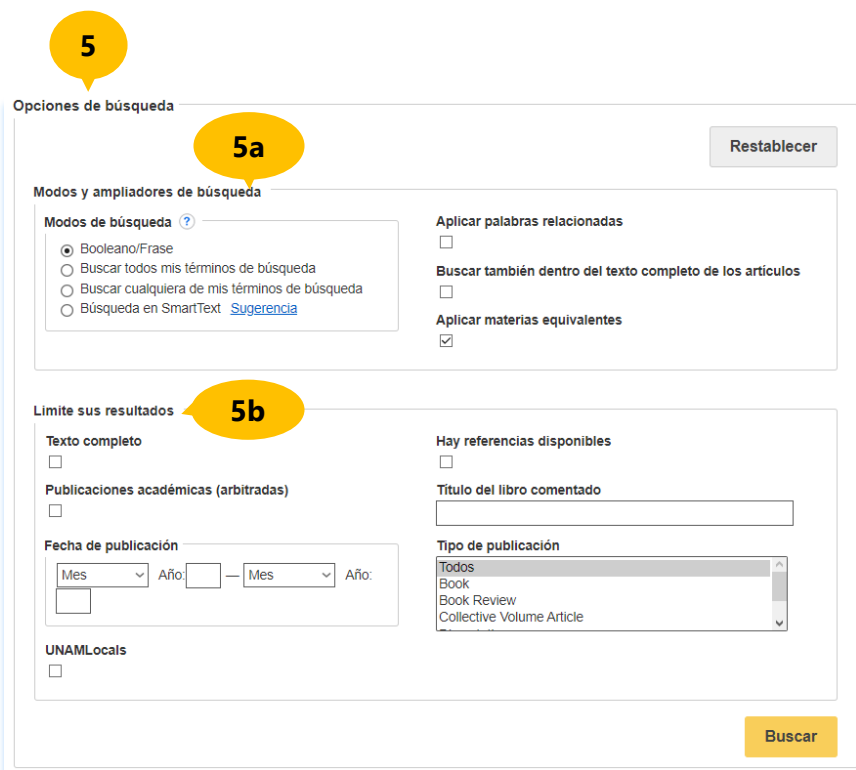 5
Opciones de búsqueda
5a
Restablecer
Modos y ampliadores de búsqueda
Modos de búsqueda ?
Booleano/Frase
Buscar todos mis términos de búsqueda
Buscar cualquiera de mis términos de búsqueda
Búsqueda en SmartText Sugerencia
Aplicar palabras relacionadas
Buscar también dentro del texto completo de los artículos
Aplicar materias equivalentes
Limite sus resultados
5b
Texto completo
Publicaciones académicas (arbitradas)
Fecha de publicación
Mes Año: — Mes Año:
UNAMLocals
Hay referencias disponibles
Título del libro comentado
Tipo de publicación
Todos
Book
Book Review
Collective Volume Article
Buscar